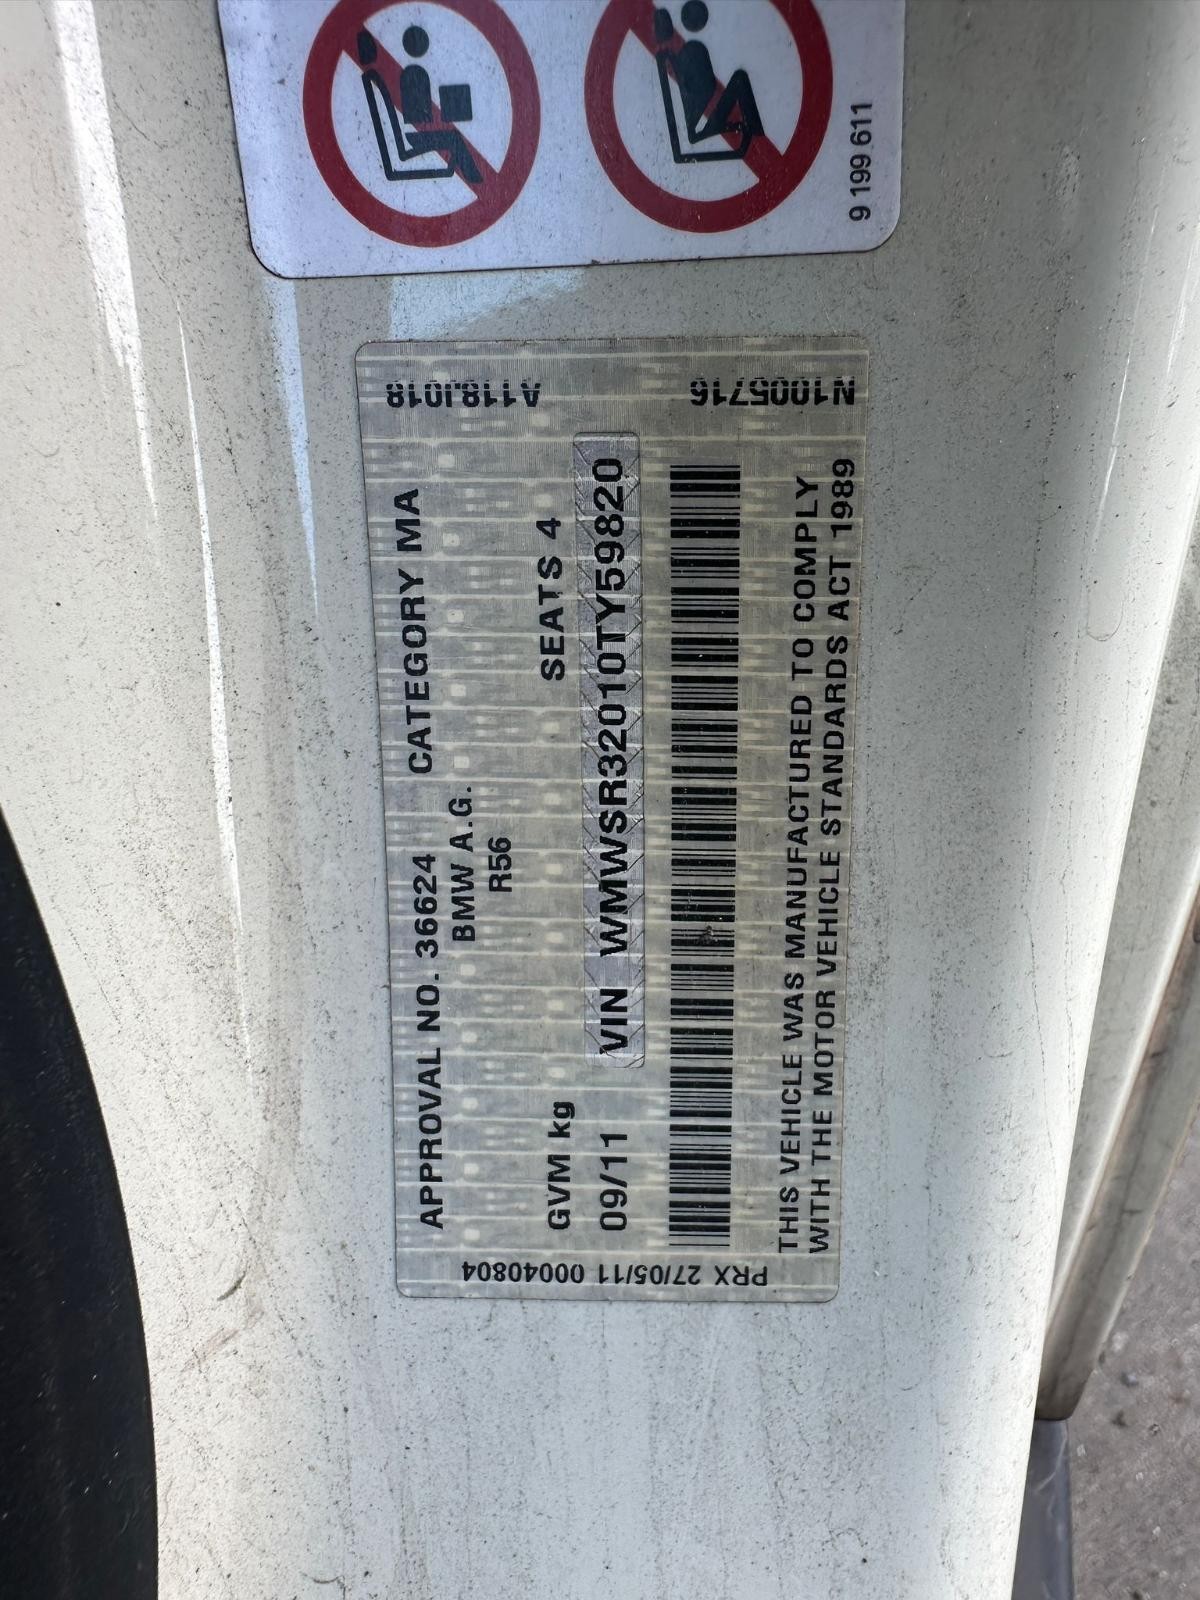 9 199 611
A118J018
N1005716
APPROVAL NO. 36624 CATEGORY MA
BMW A.G.
R56
GVM kg SEATS 4
09/11 VIN WMWSR32010TY59820
THIS VEHICLE WAS MANUFACTURED TO COMPLY
WITH THE MOTOR VEHICLE STANDARDS ACT 1989
PRX 27/05/11 00040804